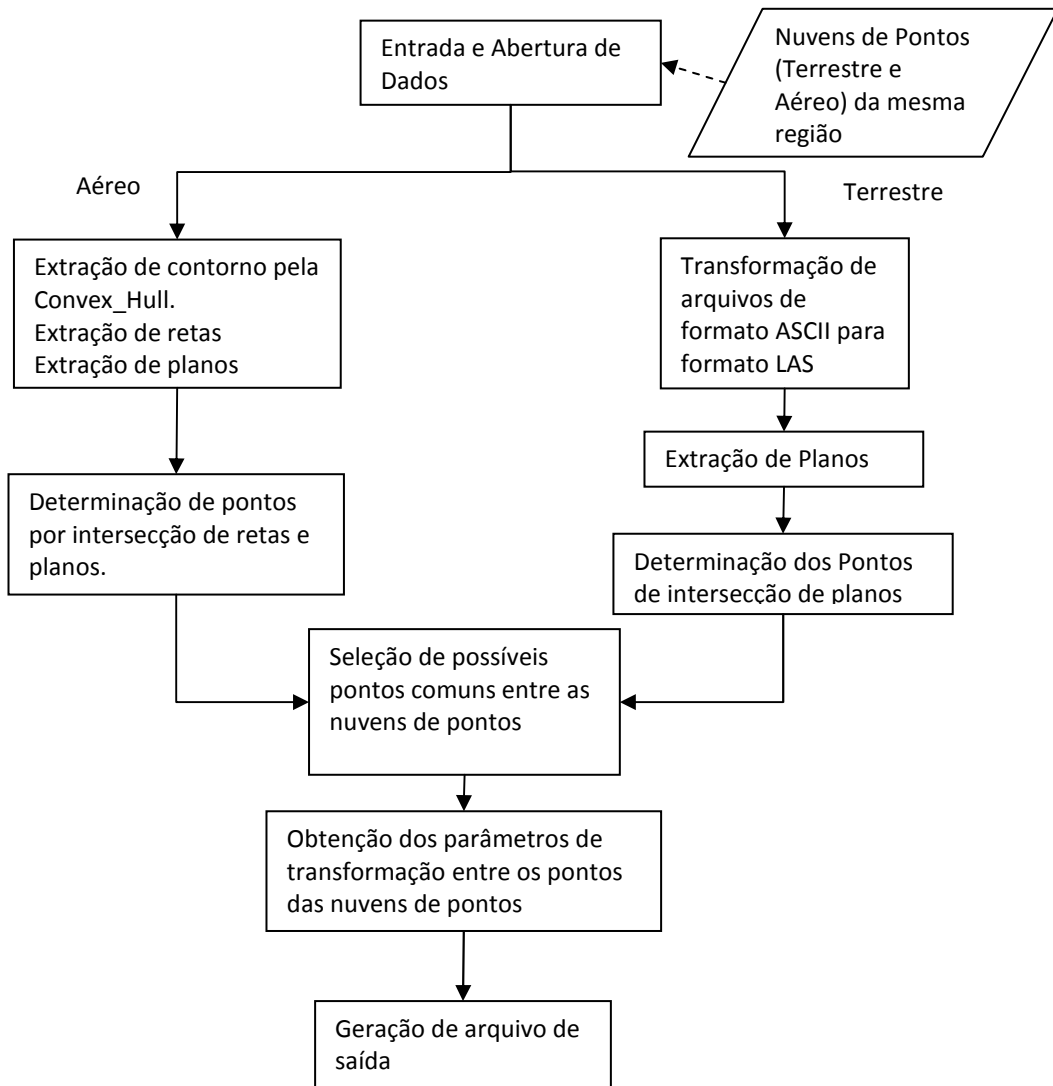 Entrada e Abertura de
Dados
Nuvens de Pontos
(Terrestre e
Aéreo) da mesma
região
Aéreo
Terrestre
Extração de contorno pela
Convex_Hull.
Extração de retas
Extração de planos
Transformação de
arquivos de
formato ASCII para
formato LAS
Extração de Planos
Determinação de pontos
por intersecção de retas e
planos.
Determinação dos Pontos
de intersecção de planos
Seleção de possíveis
pontos comuns entre as
nuvens de pontos
Obtenção dos parâmetros de
transformação entre os pontos
das nuvens de pontos
Geração de arquivo de
saída